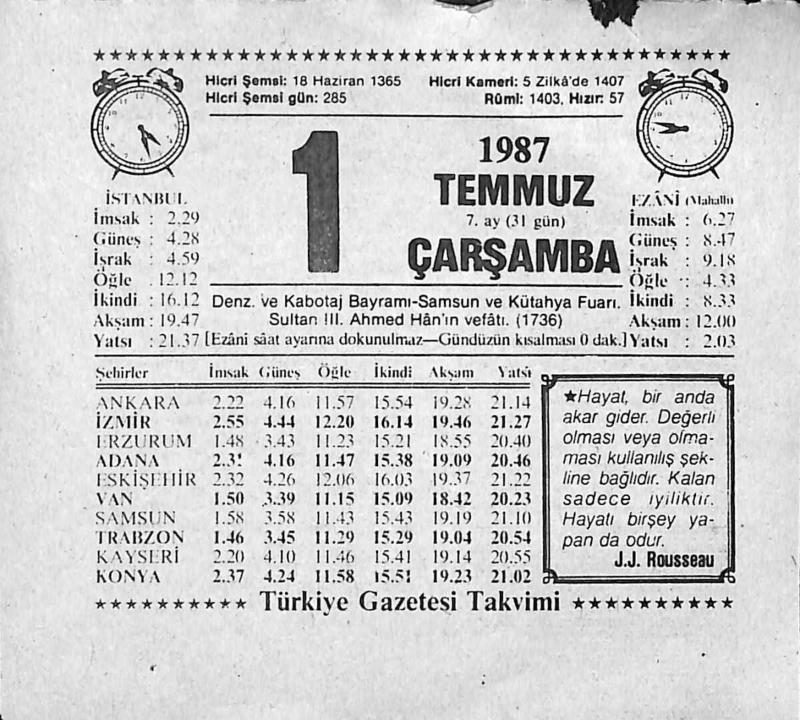 ★★★★★★★★★★★★★★★★★★★★★★★★★★★★★★★★★★★★★★★★
Hicrî Şemsî: 18 Haziran 1365 Hicrî Kamerî: 5 Zilkâ'de 1407
Hicrî Şemsî gün: 285 Rûmî: 1403, Hızır: 57
1
1987
TEMMUZ
7. ay (31 gün)
ÇARŞAMBA
İSTANBUL
İmsak : 2.29
Güneş : 4.28
İşrak : 4.59
Öğle : 12.12
İkindi : 16.12
Akşam : 19.47
Yatsı : 21.37
EZÂNÎ (Mahallî)
İmsak : 6.27
Güneş : 8.47
İşrak : 9.18
Öğle : 4.33
İkindi : 8.33
Akşam : 12.00
Yatsı : 2.03
Denz. ve Kabotaj Bayramı-Samsun ve Kütahya Fuarı.
Sultan III. Ahmed Hân'ın vefâtı. (1736)
[Ezânî sâat ayarına dokunulmaz—Gündüzün kısalması 0 dak.]
Şehirler İmsak Güneş Öğle İkindi Akşam Yatsı
ANKARA 2.22 4.16 11.57 15.54 19.28 21.14
İZMİR 2.55 4.44 12.20 16.14 19.46 21.27
ERZURUM 1.48 3.43 11.23 15.21 18.55 20.40
ADANA 4.16 11.47 15.38 19.09 20.46
ESKİŞEHİR 2.32 4.26 12.06 16.03 19.37 21.22
VAN 1.50 3.39 11.15 15.09 18.42 20.23
SAMSUN 1.58 3.58 11.43 15.43 19.19 21.10
TRABZON 1.46 3.45 11.29 15.29 19.04 20.54
KAYSERİ 2.20 4.10 11.46 15.41 19.14 20.55
KONYA 2.37 4.24 11.58 15.51 19.23 21.02
★Hayat, bir anda
akar gider. Değerli
olması veya olma-
ması kullanılış şek-
line bağlıdır. Kalan
sadece iyiliktir.
Hayatı birşey ya-
pan da odur.
J.J. Rousseau
★★★★★★★★★★ Türkiye Gazetesi Takvimi ★★★★★★★★★★